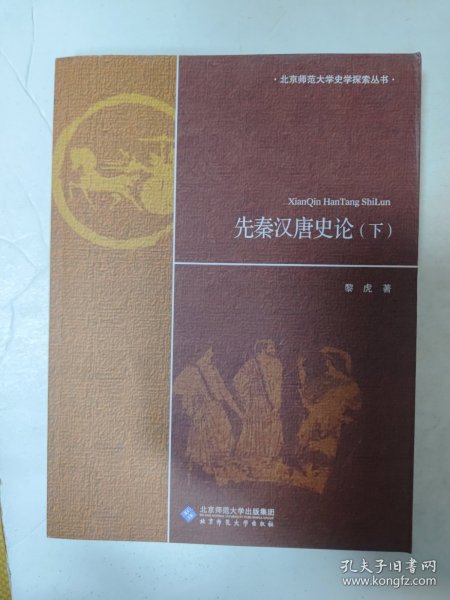 ·北京师范大学史学探索丛书·
XianQin HanTang ShiLun
先秦汉唐史论(下)
黎 虎 著
北京师范大学出版集团
北京师范大学出版社
孔夫子旧书网
www.kongfz.com